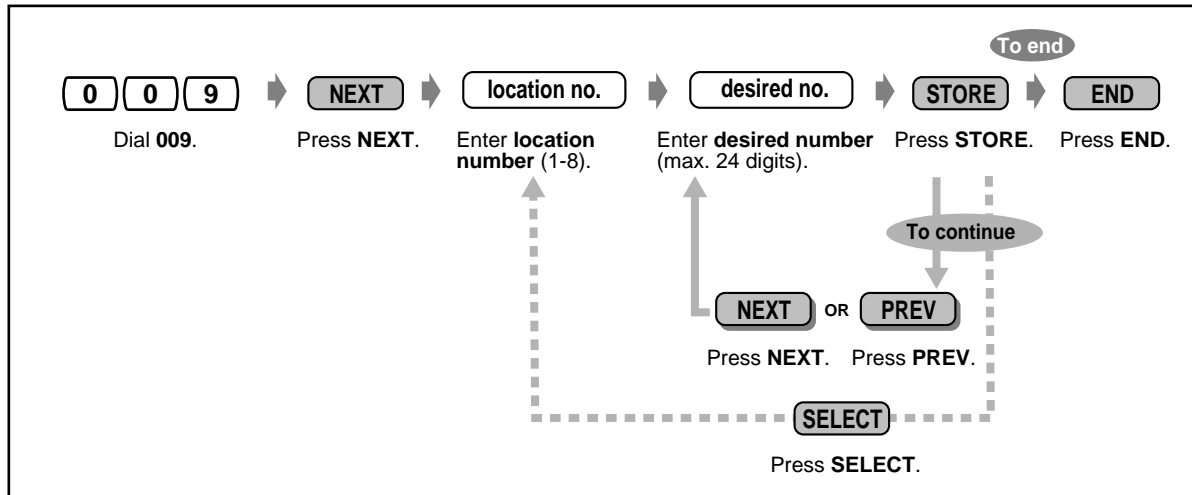 To end
0 0 9 NEXT location no. desired no. STORE END
Dial 009. Press NEXT. Enter location number (1-8). Enter desired number (max. 24 digits). Press STORE. Press END.
To continue
NEXT OR PREV
Press NEXT. Press PREV.
SELECT
Press SELECT.